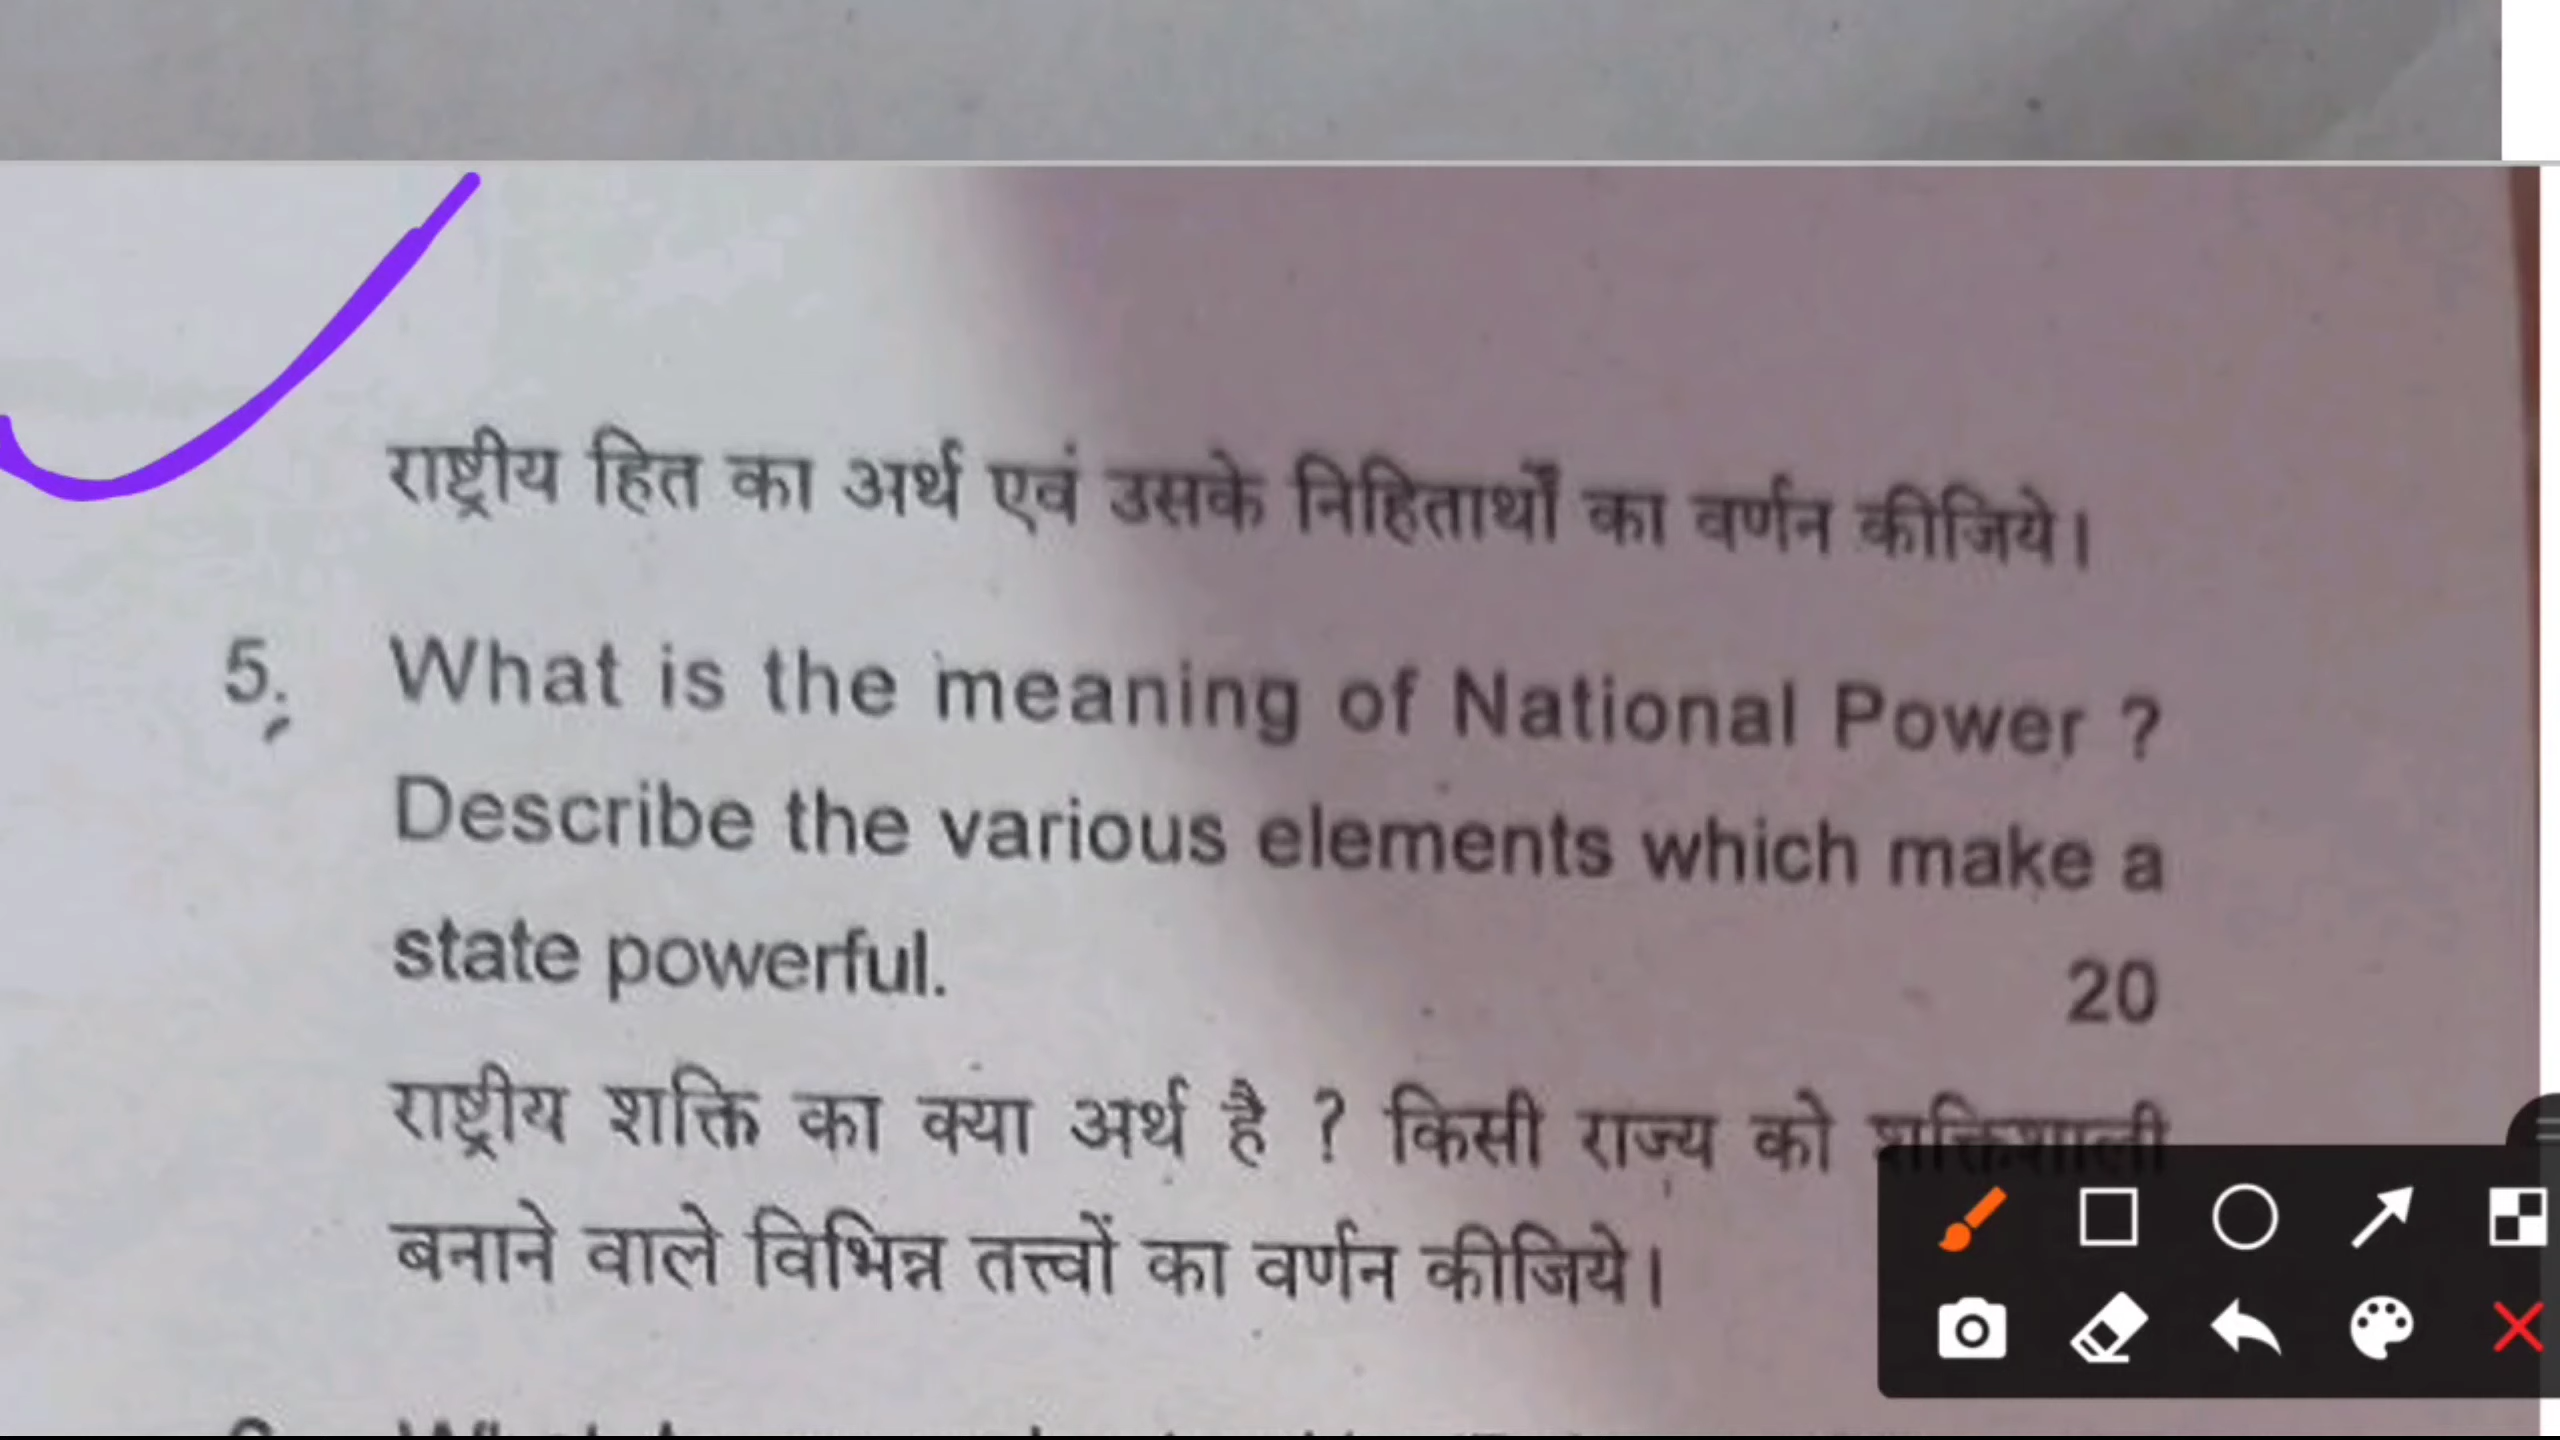 राष्ट्रीय हित का अर्थ एवं उसके निहितार्थों का वर्णन कीजिये।
5. What is the meaning of National Power ?
Describe the various elements which make a
state powerful. 20
राष्ट्रीय शक्ति का क्या अर्थ है ? किसी राज्य को शक्तिशाली
बनाने वाले विभिन्न तत्त्वों का वर्णन कीजिये।